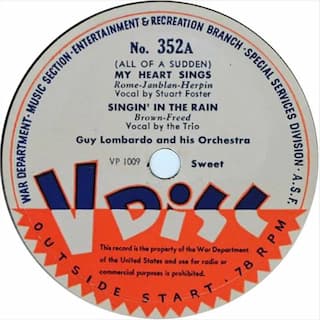 WAR DEPARTMENT - MUSIC SECTION - ENTERTAINMENT & RECREATION BRANCH - SPECIAL SERVICES DIVISION - A.S.F.
No. 352A
(ALL OF A SUDDEN)
MY HEART SINGS
Rome-Janblan-Herpin
Vocal by Stuart Foster
SINGIN' IN THE RAIN
Brown-Freed
Vocal by the Trio
Guy Lombardo and his Orchestra
VP 1009 Sweet
V DISC
OUTSIDE START - 78 RPM
This record is the property of the War Department
of the United States and use for radio or
commercial purposes is prohibited.